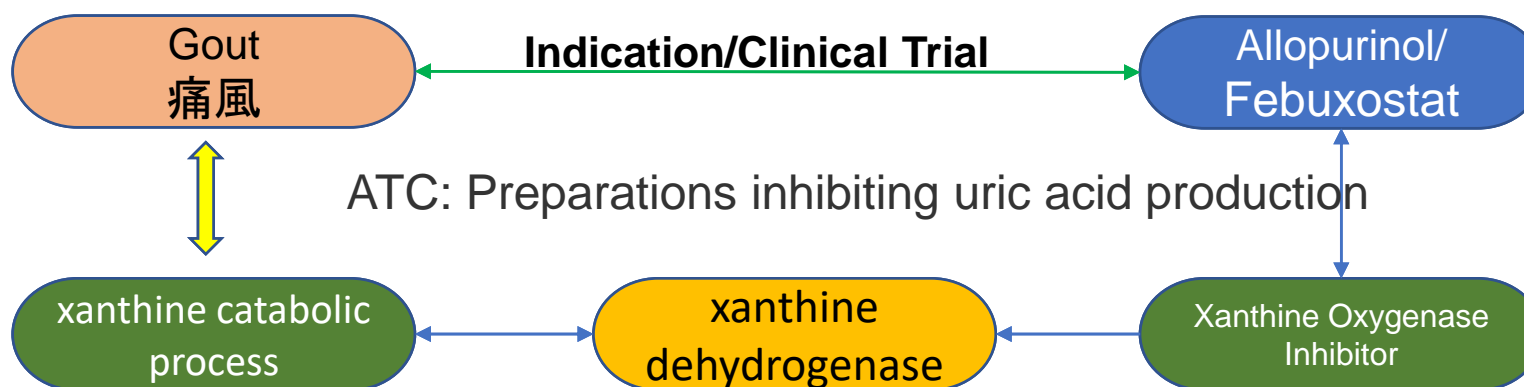 Gout
痛風
Indication/Clinical Trial
Allopurinol/
Febuxostat
ATC: Preparations inhibiting uric acid production
xanthine catabolic
process
xanthine
dehydrogenase
Xanthine Oxygenase
Inhibitor